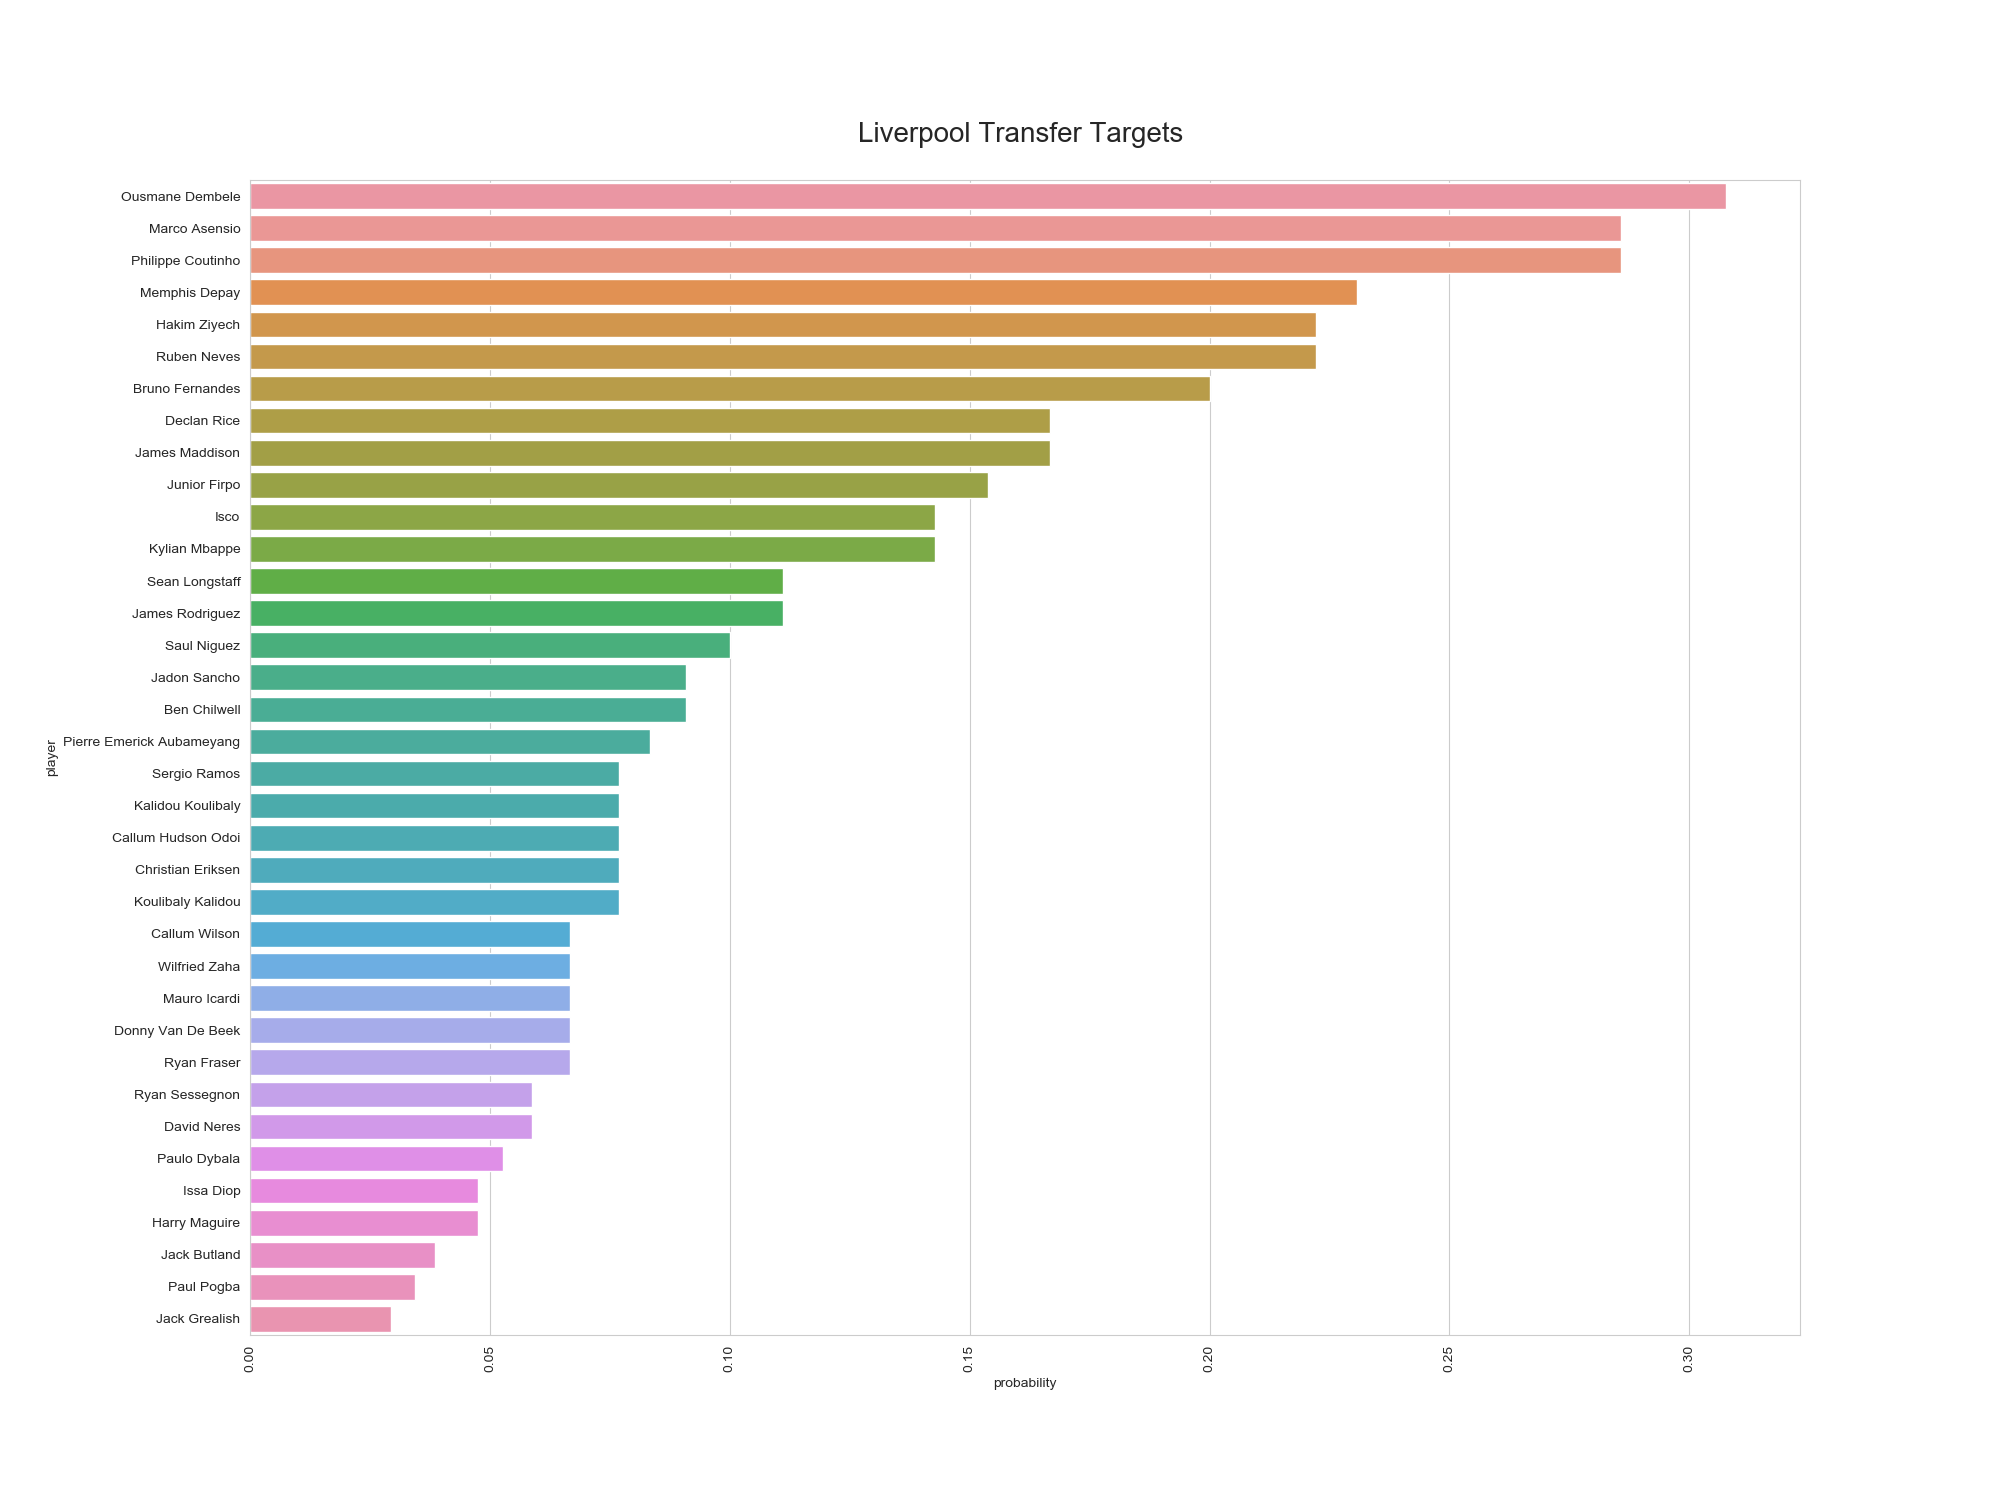 Liverpool Transfer Targets
Ousmane Dembele
Marco Asensio
Philippe Coutinho
Memphis Depay
Hakim Ziyech
Ruben Neves
Bruno Fernandes
Declan Rice
James Maddison
Junior Firpo
Isco
Kylian Mbappe
Sean Longstaff
James Rodriguez
Saul Niguez
Jadon Sancho
Ben Chilwell
Pierre Emerick Aubameyang
Sergio Ramos
Kalidou Koulibaly
Callum Hudson Odoi
Christian Eriksen
Koulibaly Kalidou
Callum Wilson
Wilfried Zaha
Mauro Icardi
Donny Van De Beek
Ryan Fraser
Ryan Sessegnon
David Neres
Paulo Dybala
Issa Diop
Harry Maguire
Jack Butland
Paul Pogba
Jack Grealish
player
0.00 0.05 0.10 0.15 0.20 0.25 0.30
probability